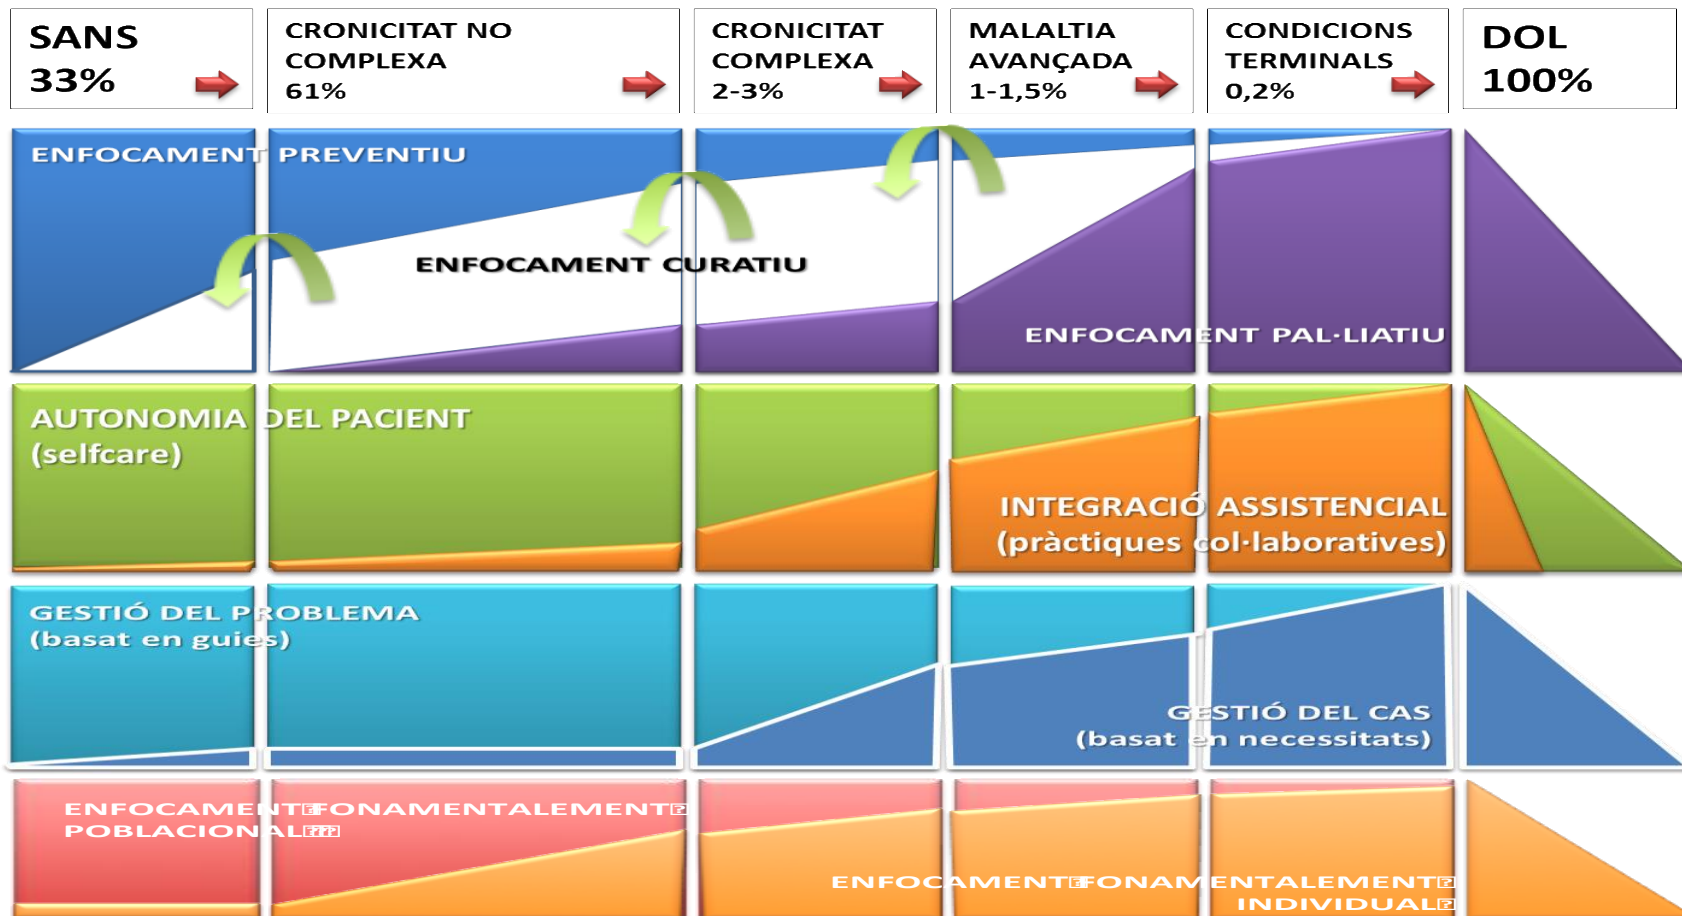 SANS
33%
CRONICITAT NO
COMPLEXA
61%
CRONICITAT
COMPLEXA
2-3%
MALALTIA
AVANÇADA
1-1,5%
CONDICIONS
TERMINALS
0,2%
DOL
100%
ENFOCAMENT PREVENTIU
ENFOCAMENT CURATIU
ENFOCAMENT PAL·LIATIU
AUTONOMIA DEL PACIENT
(selfcare)
INTEGRACIÓ ASSISTENCIAL
(pràctiques col·laboratives)
GESTIÓ DEL PROBLEMA
(basat en guies)
GESTIÓ DEL CAS
(basat en necessitats)
ENFOCAMENT FONAMENTALEMENT
POBLACIONAL
ENFOCAMENT FONAMENTALEMENT
INDIVIDUAL